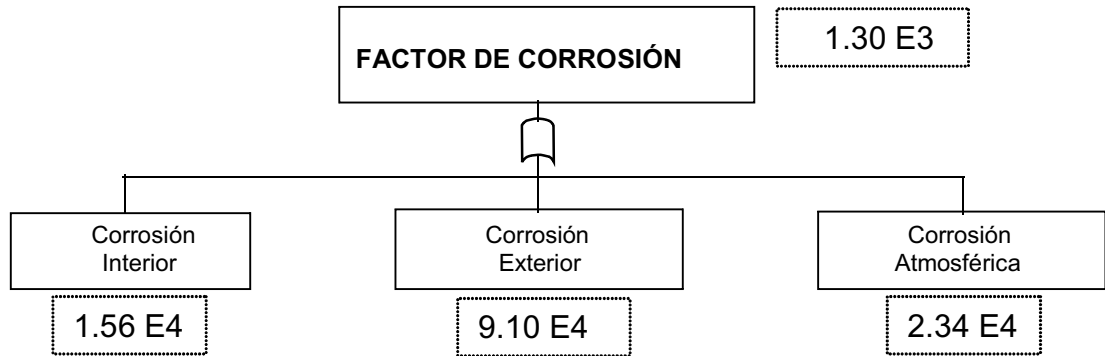 FACTOR DE CORROSIÓN
1.30 E3
Corrosión
Interior
Corrosión
Exterior
Corrosión
Atmosférica
1.56 E4
9.10 E4
2.34 E4